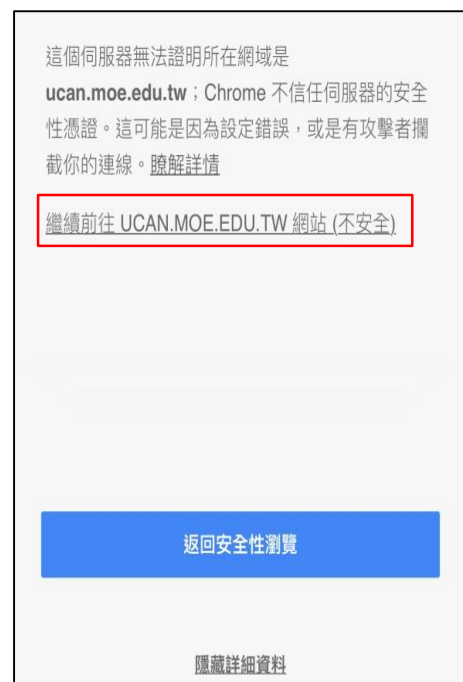 這個伺服器無法證明所在網域是
ucan.moe.edu.tw；Chrome 不信任伺服器的安全
性憑證。這可能是因為設定錯誤，或是有攻擊者攔
截你的連線。瞭解詳情
繼續前往 UCAN.MOE.EDU.TW 網站 (不安全)
返回安全性瀏覽
隱藏詳細資料